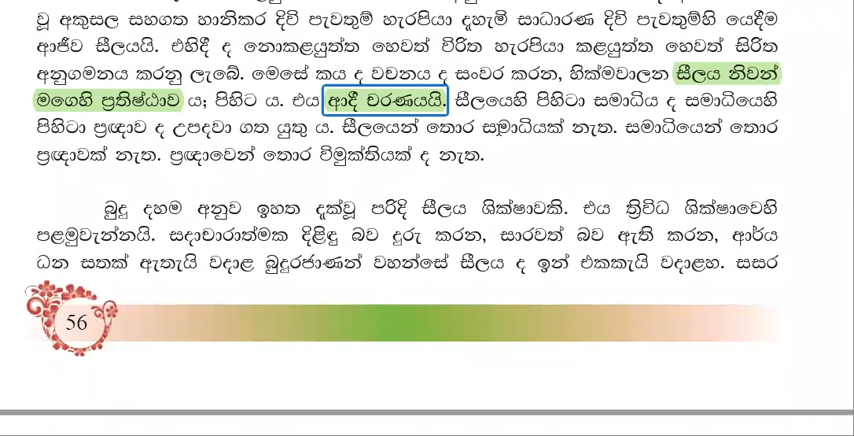 වූ අකුසල සහගත හානිකර දිවි පැවතුම් හැරපියා දැහැමි සාධාරණ දිවි පැවතුම්හි යෙදීම
ආජීව සීලයයි. එහිදී ද නොකළයුත්ත හෙවත් විරිත හැරපියා කළයුත්ත හෙවත් සිරිත
අනුගමනය කරනු ලැබේ. මෙසේ කය ද වචනය ද සංවර කරන, හික්මවාලන සීලය නිවන්
මගෙහි ප්‍රතිෂ්ඨාව ය; පිහිට ය. එය ආදී චරණයයි. සීලයෙහි පිහිටා සමාධිය ද සමාධියෙහි
පිහිටා ප්‍රඥාව ද උපදවා ගත යුතු ය. සීලයෙන් තොර සමාධියක් නැත. සමාධියෙන් තොර
ප්‍රඥාවක් නැත. ප්‍රඥාවෙන් තොර විමුක්තියක් ද නැත.
බුදු දහම අනුව ඉහත දැක්වූ පරිදි සීලය ශික්ෂාවකි. එය ත්‍රිවිධ ශික්ෂාවෙහි
පළමුවැන්නයි. සදාචාරාත්මක දිළිඳු බව දුරු කරන, සාරවත් බව ඇති කරන, ආර්ය
ධන සතක් ඇතැයි වදාළ බුදුරජාණන් වහන්සේ සීලය ද ඉන් එකකැයි වදාළහ. සසර
56